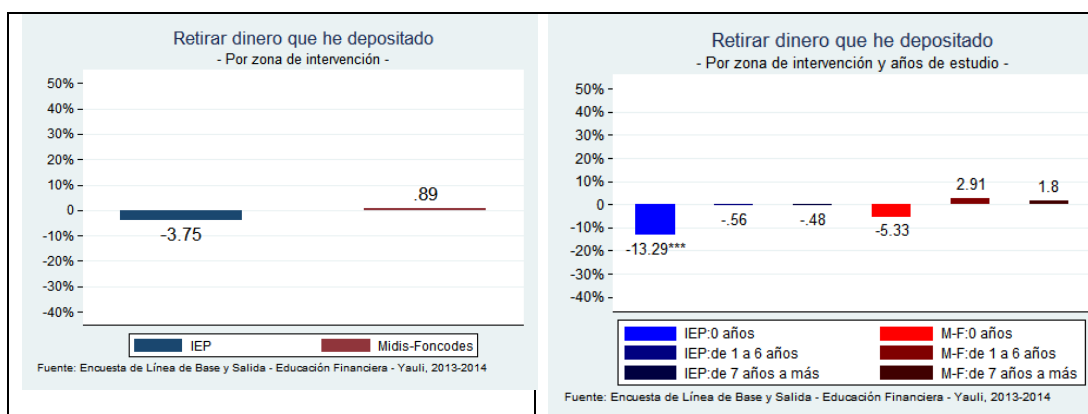 Retirar dinero que he depositado
- Por zona de intervención -
50%
40%
30%
20%
10%
0
-10%
-20%
-30%
-40%
-3.75
.89
IEP
Midis-Foncodes
Fuente: Encuesta de Línea de Base y Salida - Educación Financiera - Yauli, 2013-2014
Retirar dinero que he depositado
- Por zona de intervención y años de estudio -
50%
40%
30%
20%
10%
0
-10%
-20%
-30%
-40%
-13.29***
-.56
-.48
-5.33
2.91
1.8
IEP:0 años
M-F:0 años
IEP:de 1 a 6 años
M-F:de 1 a 6 años
IEP:de 7 años a más
M-F:de 7 años a más
Fuente: Encuesta de Línea de Base y Salida - Educación Financiera - Yauli, 2013-2014